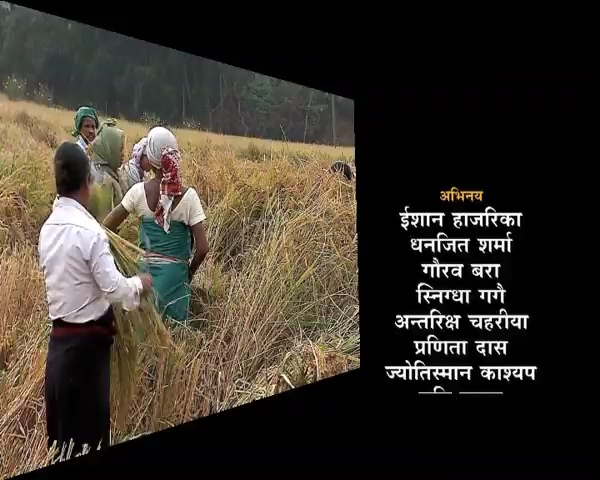 अभिनय
ईशान हाजरिका
धनजित शर्मा
गौरव बरा
स्निग्धा गगै
अन्तरिक्ष चहरीया
प्रणिता दास
ज्योतिस्मान काश्यप